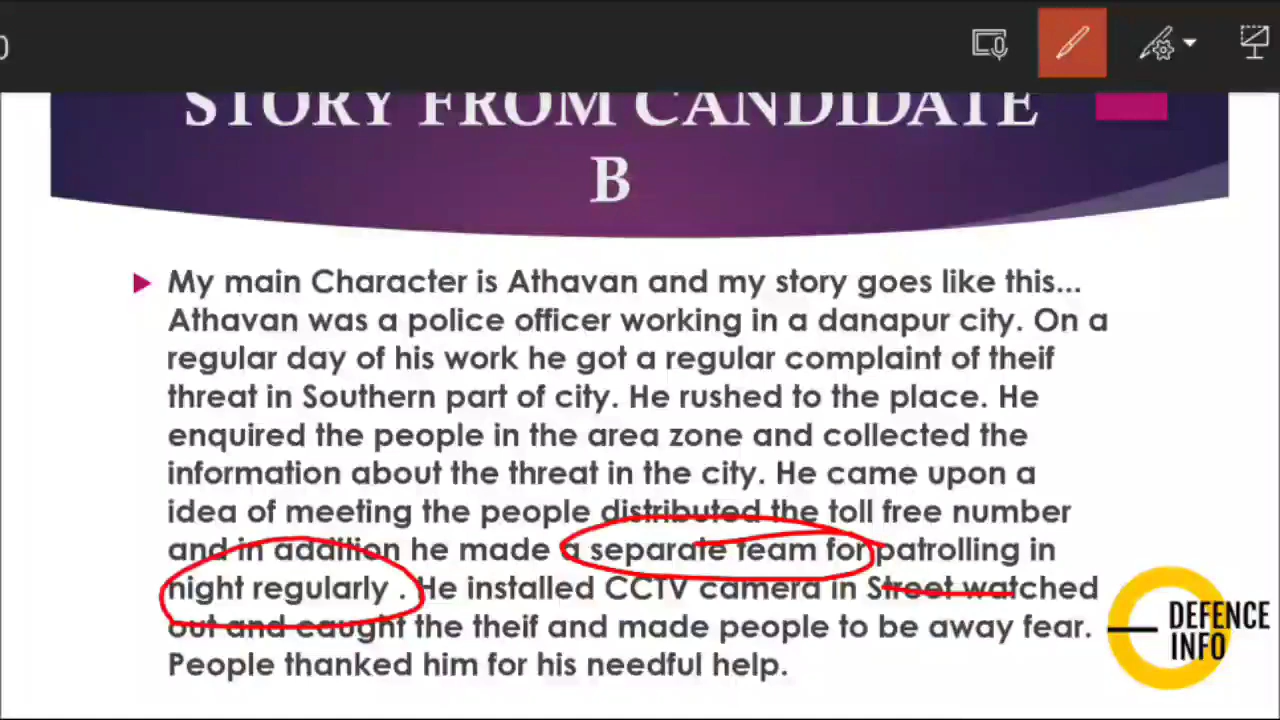 STORY FROM CANDIDATE
B
My main Character is Athavan and my story goes like this...
Athavan was a police officer working in a danapur city. On a
regular day of his work he got a regular complaint of theif
threat in Southern part of city. He rushed to the place. He
enquired the people in the area zone and collected the
information about the threat in the city. He came upon a
idea of meeting the people distributed the toll free number
and in addition he made a separate team for patrolling in
night regularly . He installed CCTV camera in Street watched
out and caught the theif and made people to be away fear.
People thanked him for his needful help.
DEFENCE
INFO